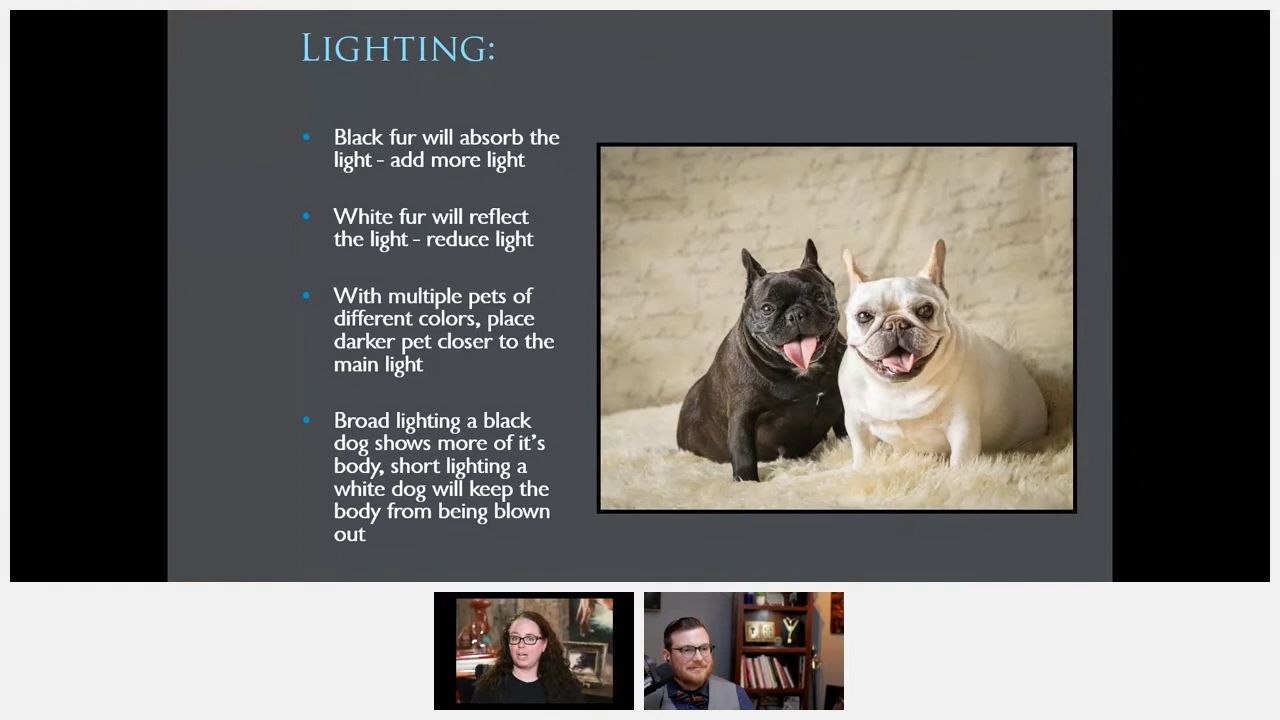 LIGHTING:
• Black fur will absorb the
light - add more light
• White fur will reflect
the light - reduce light
• With multiple pets of
different colors, place
darker pet closer to the
main light
• Broad lighting a black
dog shows more of it's
body, short lighting a
white dog will keep the
body from being blown
out